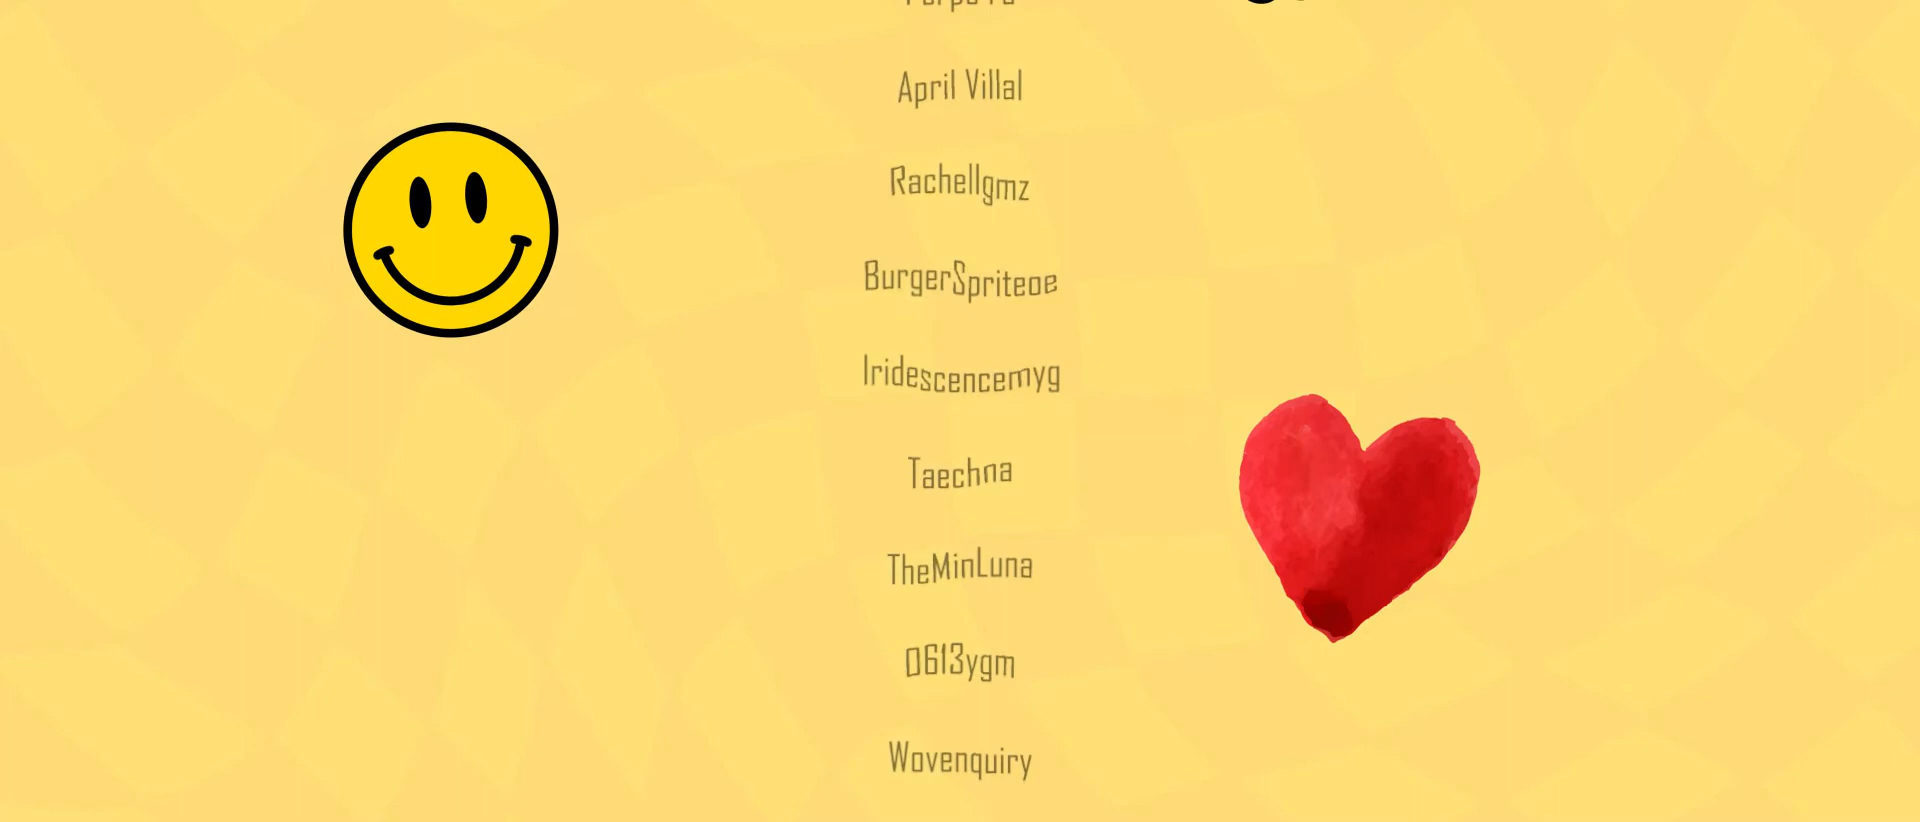 April Villal
Rachellgmz
BurgerSpriteoe
Iridescencemyg
Taechna
TheMinLuna
0613ygm
Wovenquiry